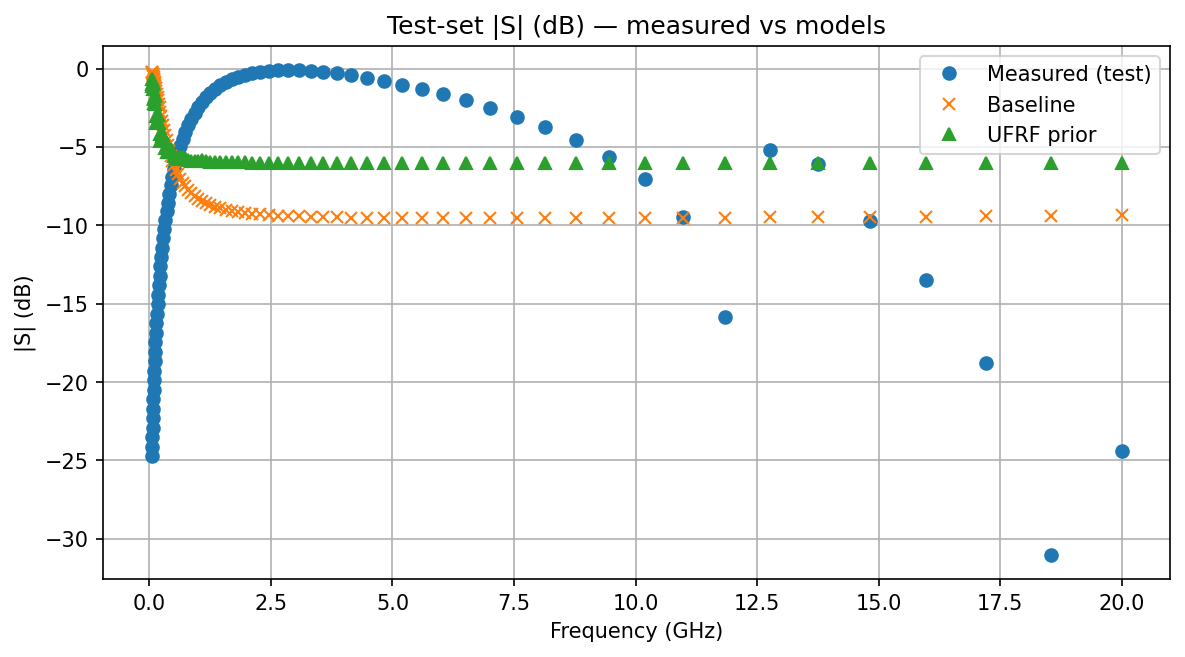 Test-set |S| (dB) — measured vs models
Measured (test)
Baseline
UFRF prior
|S| (dB)
0
−5
−10
−15
−20
−25
−30
0.0 2.5 5.0 7.5 10.0 12.5 15.0 17.5 20.0
Frequency (GHz)